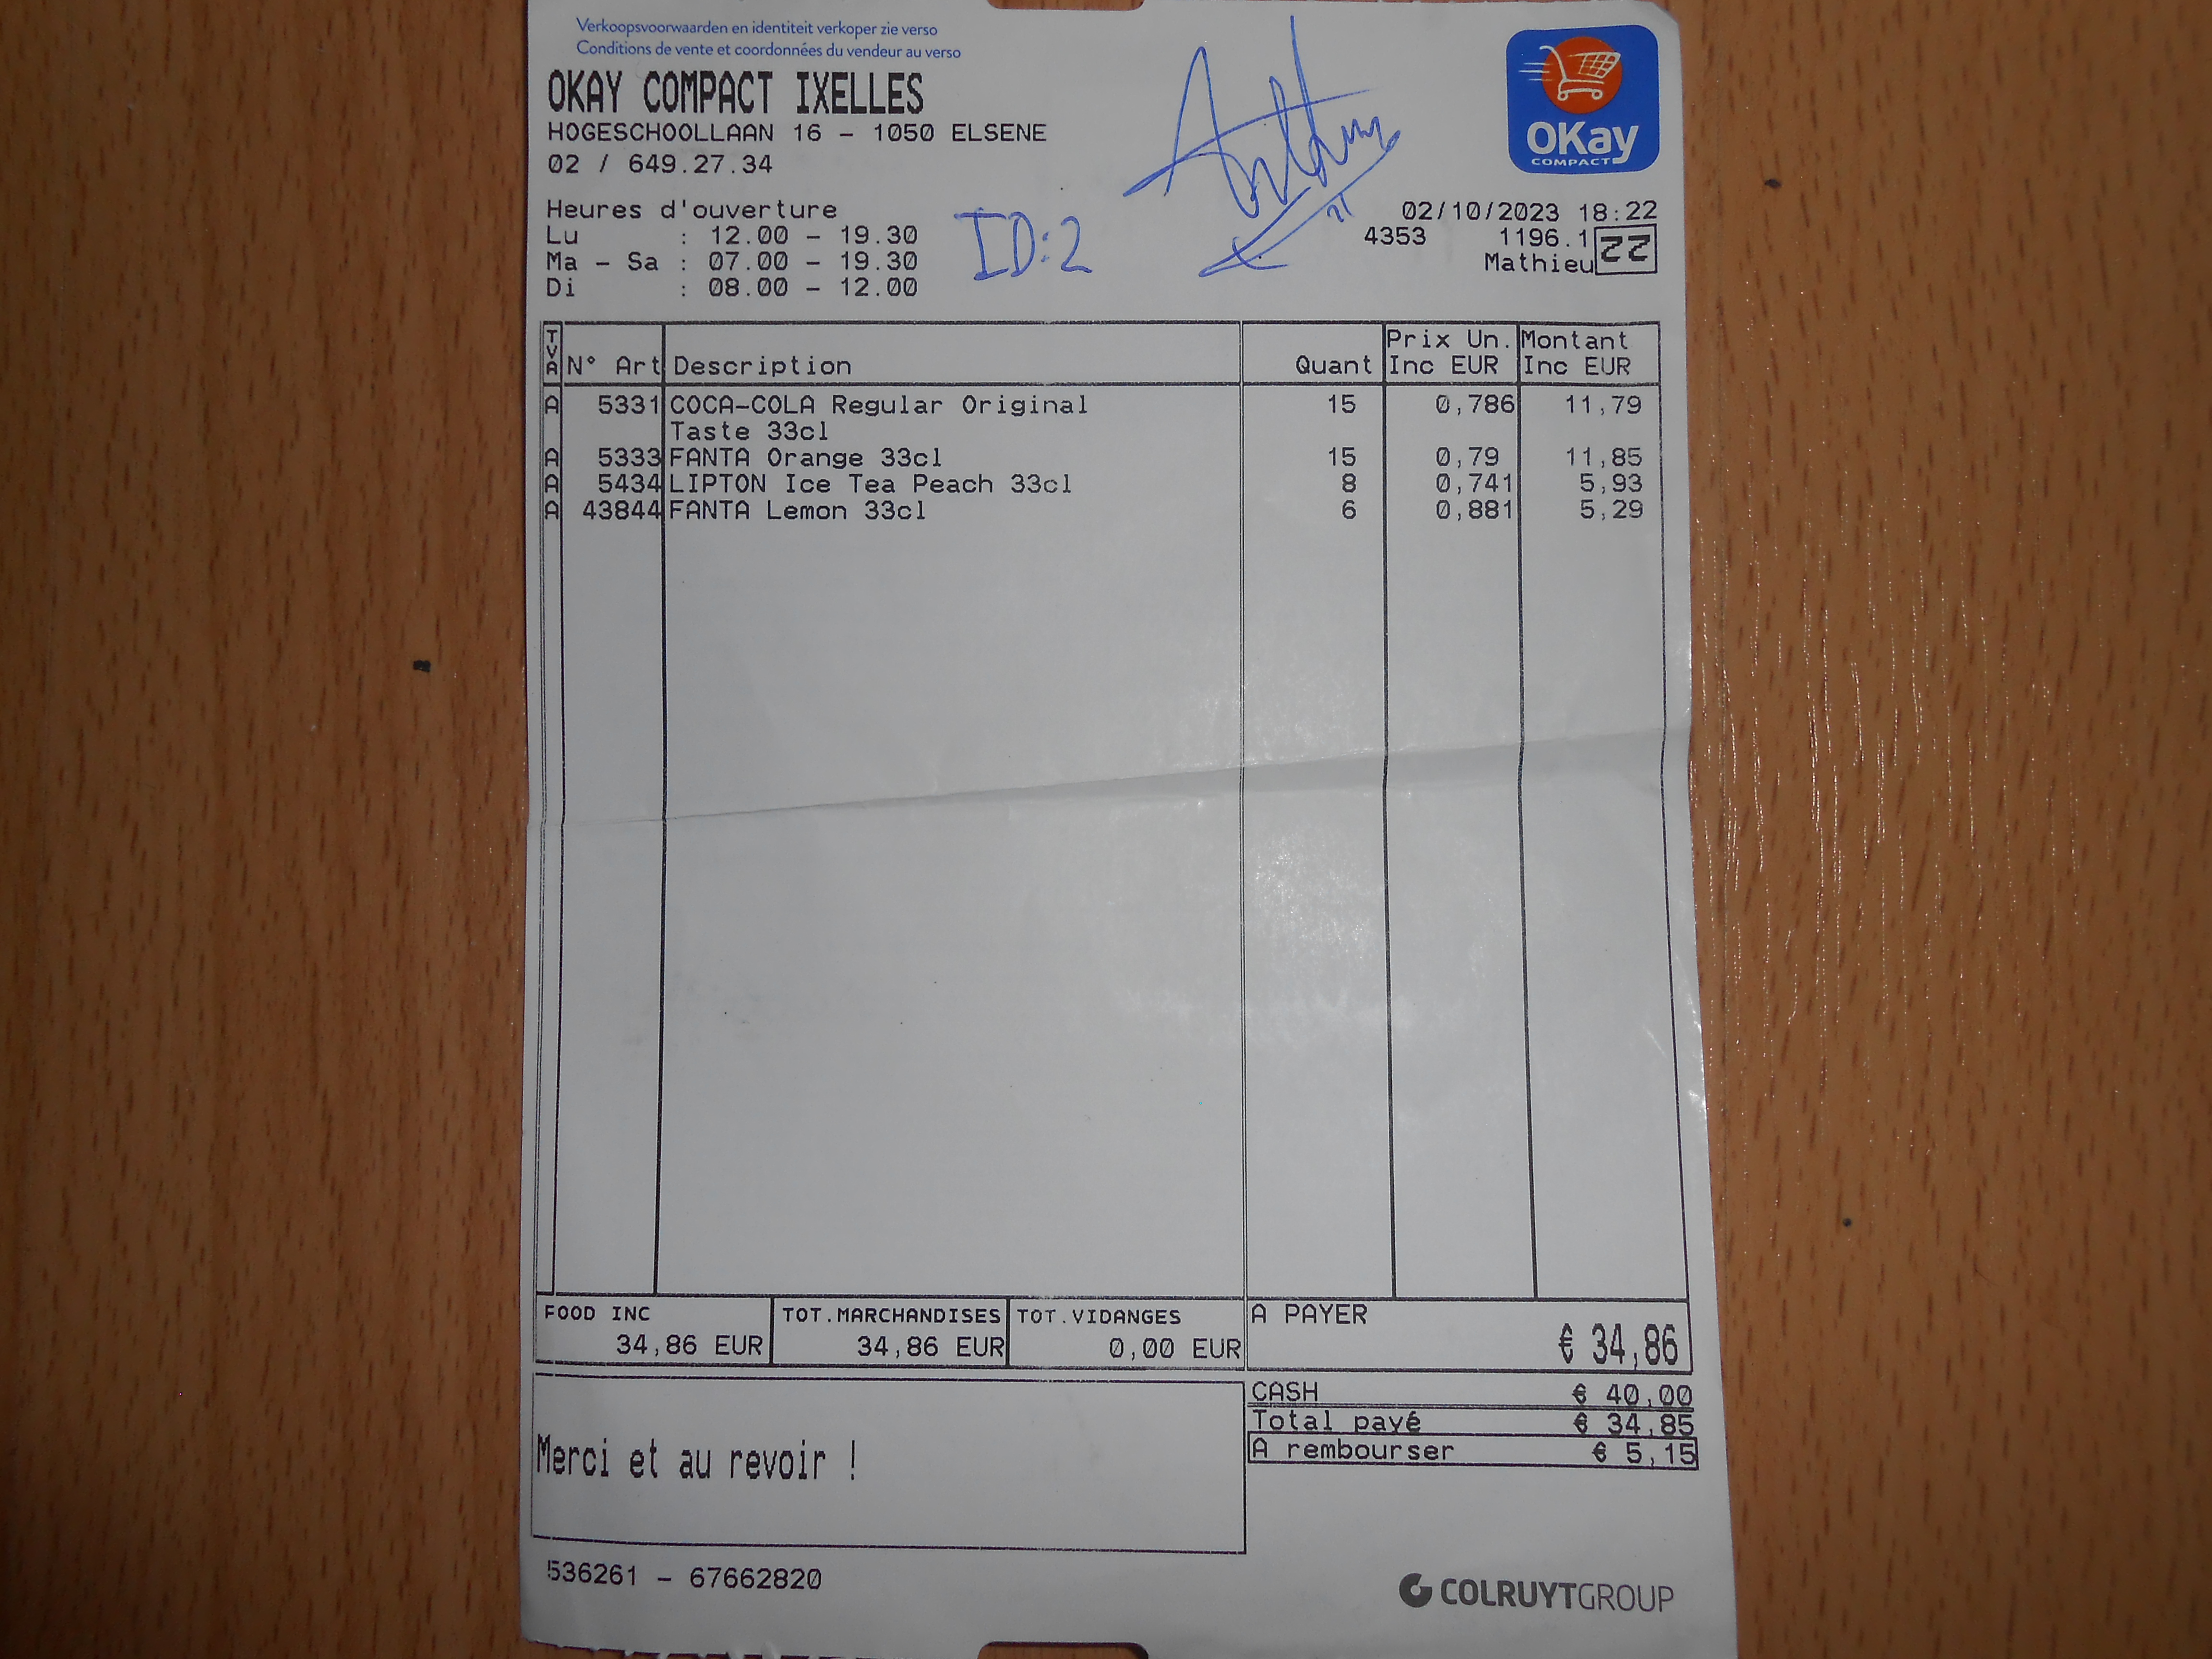 Verkoopsvoorwaarden en identiteit verkoper zie verso
Conditions de vente et coordonnées du vendeur au verso
OKAY COMPACT IXELLES
HOGESCHOOLLAAN 16 - 1050 ELSENE
02 / 649.27.34
OKay
COMPACT
Heures d'ouverture
Lu : 12.00 - 19.30
Ma - Sa : 07.00 - 19.30
Di : 08.00 - 12.00
ID:2
02/10/2023 18:22
4353 1196.1
Mathieu 22
TVA N° Art Description Quant Prix Un. Inc EUR Montant Inc EUR
A 5331 COCA-COLA Regular Original 15 0,786 11,79
Taste 33cl
A 5333 FANTA Orange 33cl 15 0,79 11,85
A 5434 LIPTON Ice Tea Peach 33cl 8 0,741 5,93
A 43844 FANTA Lemon 33cl 6 0,881 5,29
FOOD INC TOT.MARCHANDISES TOT.VIDANGES A PAYER
34,86 EUR 34,86 EUR 0,00 EUR € 34,86
CASH € 40,00
Total payé € 34,85
A rembourser € 5,15
Merci et au revoir !
536261 - 67662820
COLRUYTGROUP